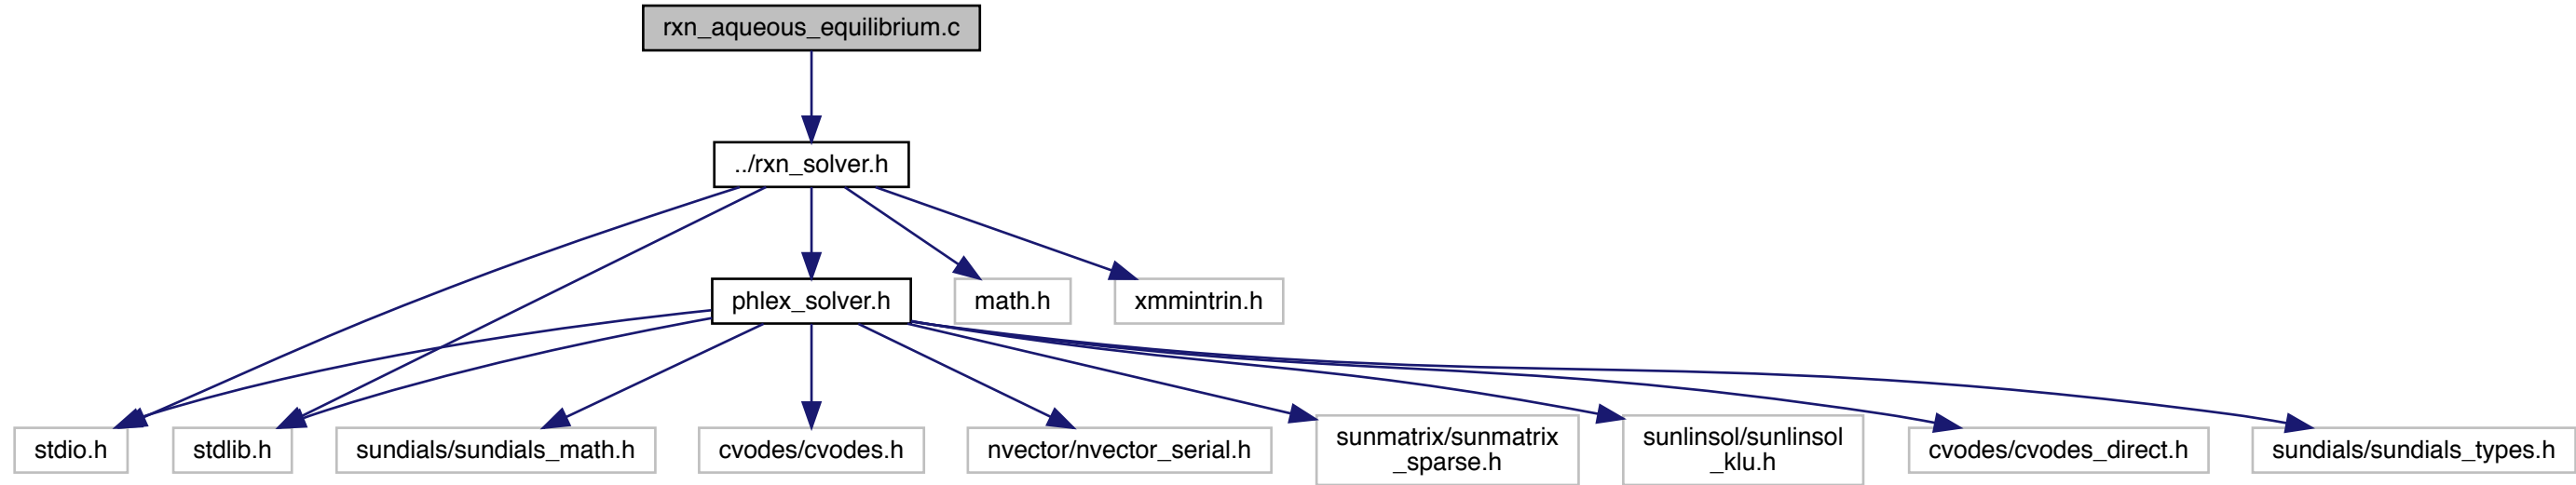 rxn_aqueous_equilibrium.c
../rxn_solver.h
phlex_solver.h
math.h
xmmintrin.h
stdio.h
stdlib.h
sundials/sundials_math.h
cvodes/cvodes.h
nvector/nvector_serial.h
sunmatrix/sunmatrix
_sparse.h
sunlinsol/sunlinsol
_klu.h
cvodes/cvodes_direct.h
sundials/sundials_types.h